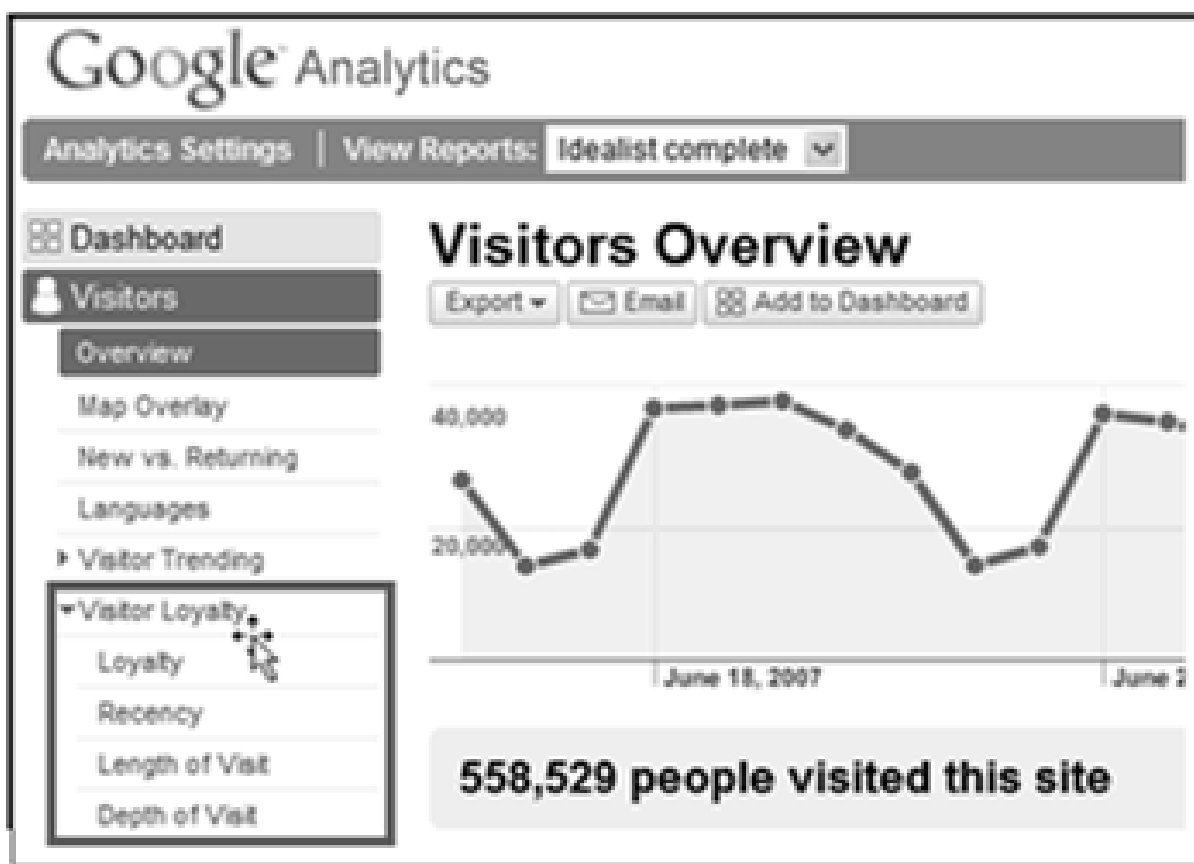 Google Analytics
Analytics Settings | View Reports: Idealist complete
Dashboard
Visitors
Overview
Map Overlay
New vs. Returning
Languages
Visitor Trending
Visitor Loyalty
Loyalty
Recency
Length of Visit
Depth of Visit
Visitors Overview
Export Email Add to Dashboard
40,000
20,000
June 18, 2007 June 2
558,529 people visited this site